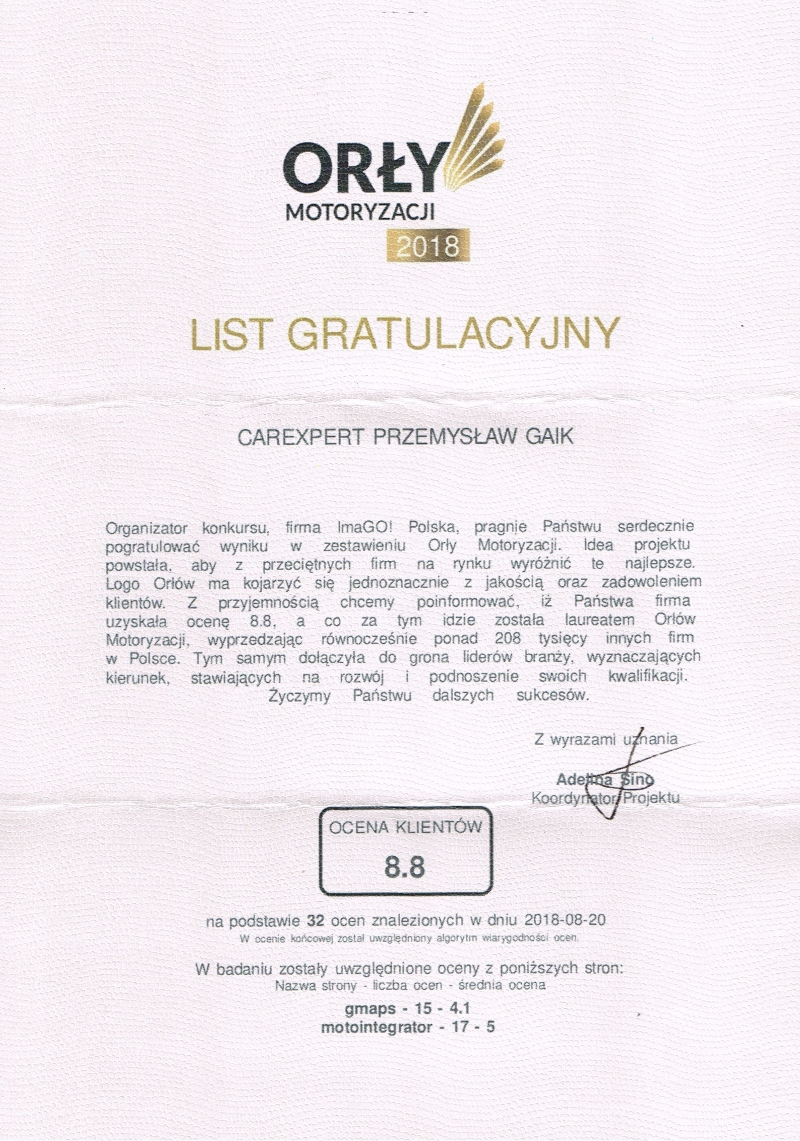 ORŁY
MOTORYZACJI
2018
LIST GRATULACYJNY
CAREXPERT PRZEMYSŁAW GAIK
Organizator konkursu, firma ImaGO! Polska, pragnie Państwu serdecznie
pogratulować wyniku w zestawieniu Orły Motoryzacji. Idea projektu
powstała, aby z przeciętnych firm na rynku wyróżnić te najlepsze.
Logo Orłów ma kojarzyć się jednoznacznie z jakością oraz zadowoleniem
klientów. Z przyjemnością chcemy poinformować, iż Państwa firma
uzyskała ocenę 8.8, a co za tym idzie została laureatem Orłów
Motoryzacji, wyprzedzając równocześnie ponad 208 tysięcy innych firm
w Polsce. Tym samym dołączyła do grona liderów branży, wyznaczających
kierunek, stawiających na rozwój i podnoszenie swoich kwalifikacji.
Życzymy Państwu dalszych sukcesów.
Z wyrazami uznania
Adelina Sino
Koordynator Projektu
OCENA KLIENTÓW
8.8
na podstawie 32 ocen znalezionych w dniu 2018-08-20
W ocenie końcowej został uwzględniony algorytm wiarygodności ocen.
W badaniu zostały uwzględnione oceny z poniższych stron:
Nazwa strony - liczba ocen - średnia ocena
gmaps - 15 - 4.1
motointegrator - 17 - 5